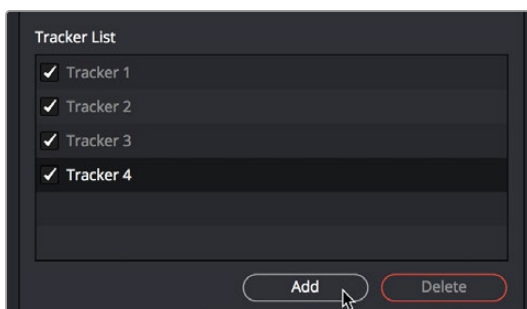 Tracker List
Tracker 1
Tracker 2
Tracker 3
Tracker 4
Add Delete